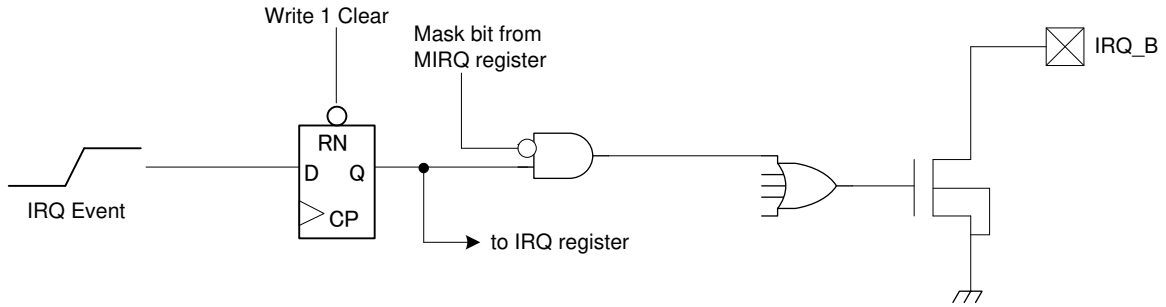 Write 1 Clear
Mask bit from
MIRQ register
IRQ_B
RN
D Q
CP
IRQ Event
to IRQ register